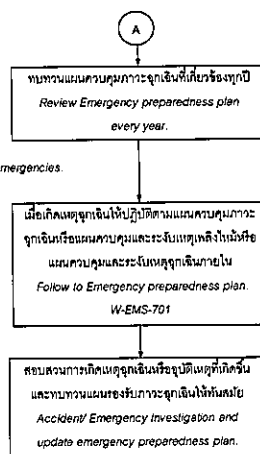 A
ทบทวนแผนควบคุมภาวะฉุกเฉินที่เกี่ยวข้องทุกปี
Review Emergency preparedness plan
every year.
mergencies.
เมื่อเกิดเหตุฉุกเฉินให้ปฏิบัติตามแผนควบคุมภาวะ
ฉุกเฉินหรือแผนควบคุมและระงับเหตุเพลิงไหม้หรือ
แผนควบคุมและระงับเหตุฉุกเฉินภายใน
Follow to Emergency preparedness plan.
W-EMS-701
สอบสวนการเกิดเหตุฉุกเฉินหรืออุบัติเหตุที่เกิดขึ้น
และทบทวนแผนรองรับภาวะฉุกเฉินให้ทันสมัย
Accident/ Emergency Investigation and
update emergency preparedness plan.